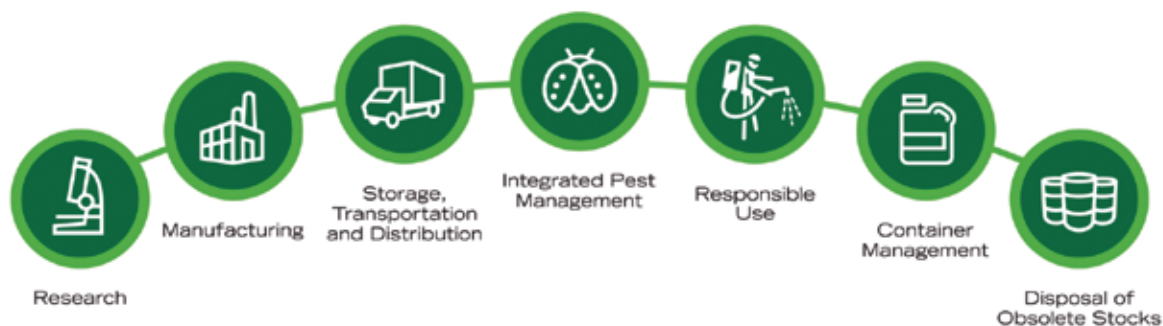 Research
Manufacturing
Storage,
Transportation
and Distribution
Integrated Pest
Management
Responsible
Use
Container
Management
Disposal of
Obsolete Stocks